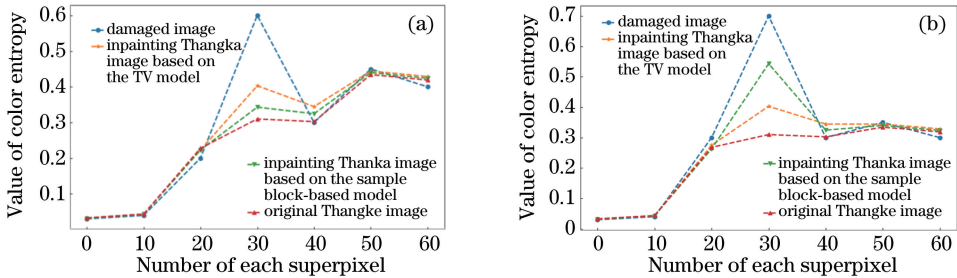 (a)
Value of color entropy
0.6
0.5
0.4
0.3
0.2
0.1
damaged image
inpainting Thangka
image based on
the TV model
inpainting Thanka image
based on the sample
block-based model
original Thangke image
0 10 20 30 40 50 60
Number of each superpixel
(b)
Value of color entropy
0.7
0.6
0.5
0.4
0.3
0.2
0.1
0
damaged image
inpainting Thangka
image based on
the TV model
inpainting Thanka image
based on the sample
block-based model
original Thangke image
0 10 20 30 40 50 60
Number of each superpixel